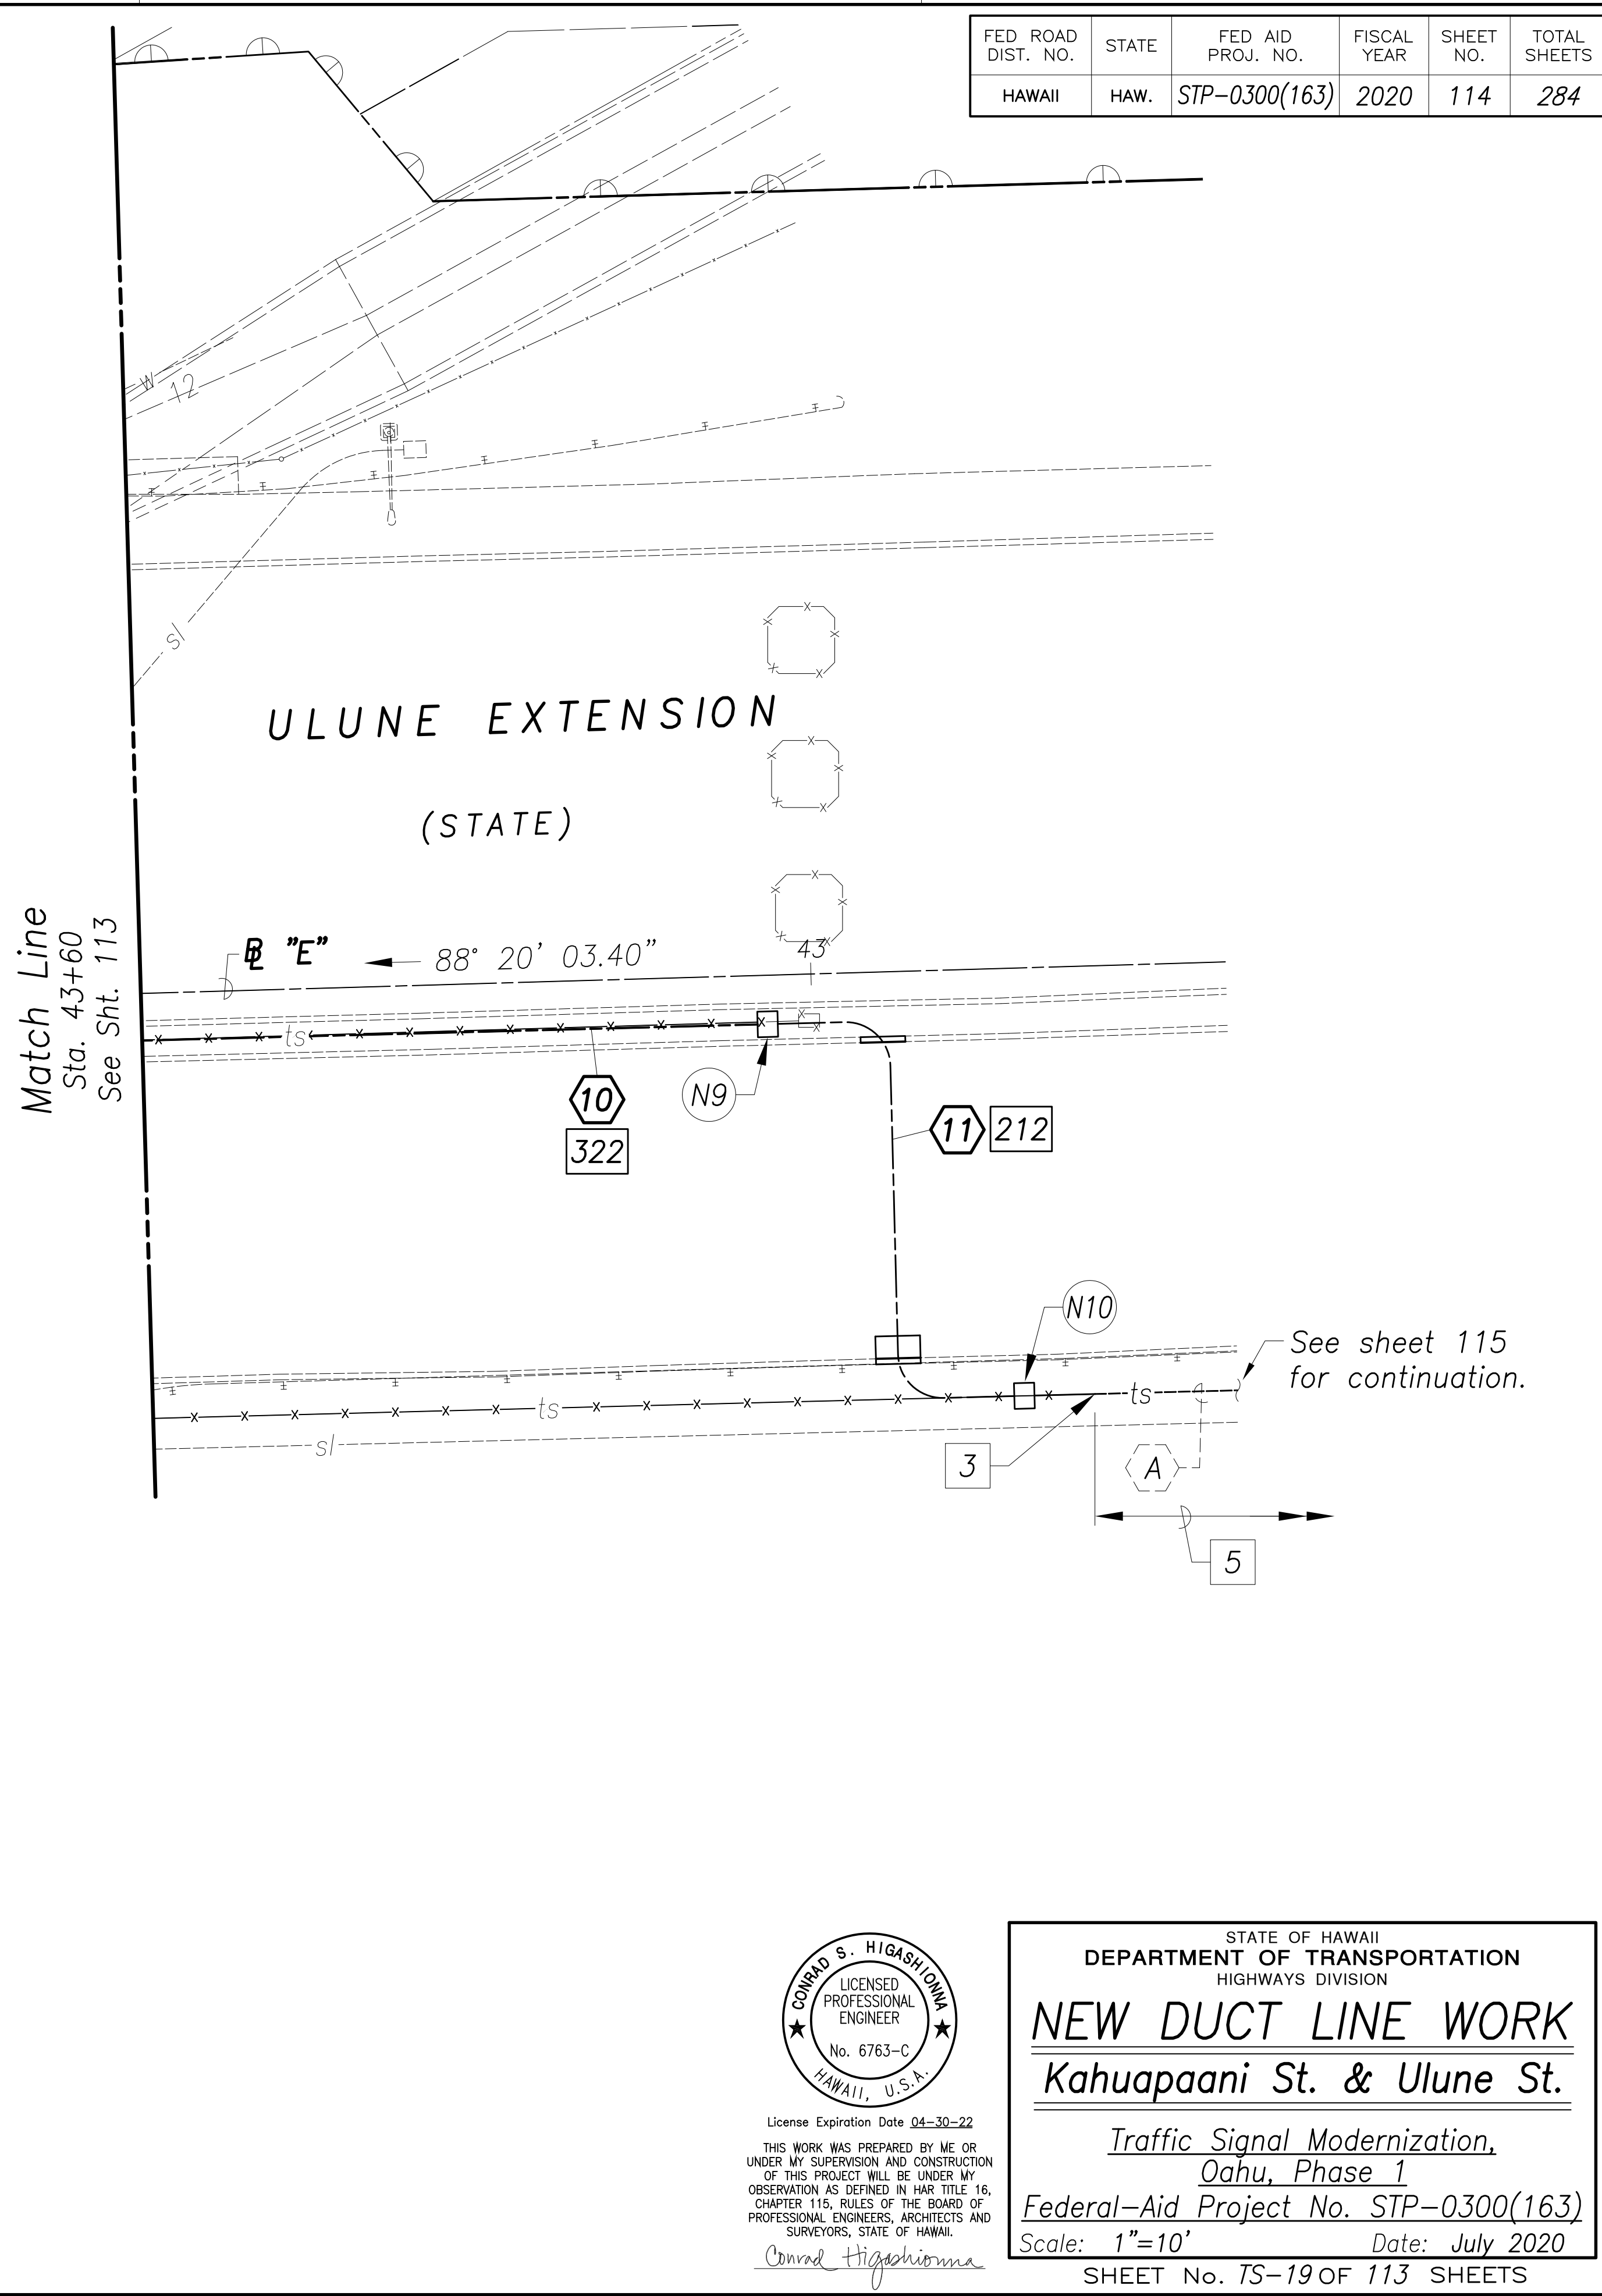 FED ROAD DIST. NO. STATE FED AID PROJ. NO. FISCAL YEAR SHEET NO. TOTAL SHEETS
HAWAII HAW. STP-0300(163) 2020 114 284
W
12
sl
ULUNE EXTENSION
(STATE)
Match Line
Sta. 43+60
See Sht. 113
BL "E" 88° 20' 03.40" 43
ts
10
322
N9
11 212
N10
See sheet 115
for continuation.
ts
ts
sl
3
A
5
CONRAD S. HIGASHIONNA
LICENSED
PROFESSIONAL
ENGINEER
No. 6763-C
HAWAII, U.S.A.
License Expiration Date 04-30-22
THIS WORK WAS PREPARED BY ME OR
UNDER MY SUPERVISION AND CONSTRUCTION
OF THIS PROJECT WILL BE UNDER MY
OBSERVATION AS DEFINED IN HAR TITLE 16,
CHAPTER 115, RULES OF THE BOARD OF
PROFESSIONAL ENGINEERS, ARCHITECTS AND
SURVEYORS, STATE OF HAWAII.
Conrad Higashionna
STATE OF HAWAII
DEPARTMENT OF TRANSPORTATION
HIGHWAYS DIVISION
NEW DUCT LINE WORK
Kahuapaani St. & Ulune St.
Traffic Signal Modernization,
Oahu, Phase 1
Federal-Aid Project No. STP-0300(163)
Scale: 1"=10' Date: July 2020
SHEET No. TS-19 OF 113 SHEETS